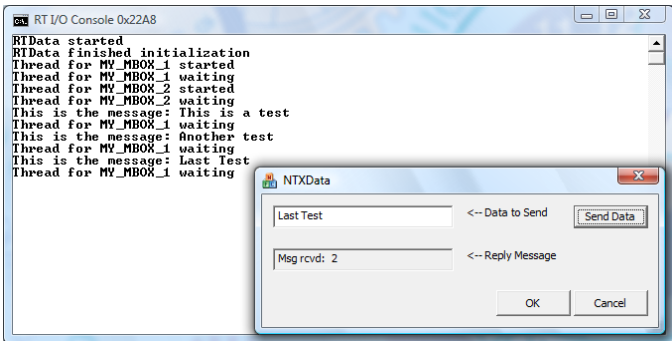 RT I/O Console 0x22A8
RTData started
RTData finished initialization
Thread for MY_MBOX_1 started
Thread for MY_MBOX_1 waiting
Thread for MY_MBOX_2 started
Thread for MY_MBOX_2 waiting
This is the message: This is a test
Thread for MY_MBOX_1 waiting
This is the message: Another test
Thread for MY_MBOX_1 waiting
This is the message: Last Test
Thread for MY_MBOX_1 waiting
NTXData
Last Test <-- Data to Send Send Data
Msg rcvd: 2 <-- Reply Message
OK Cancel